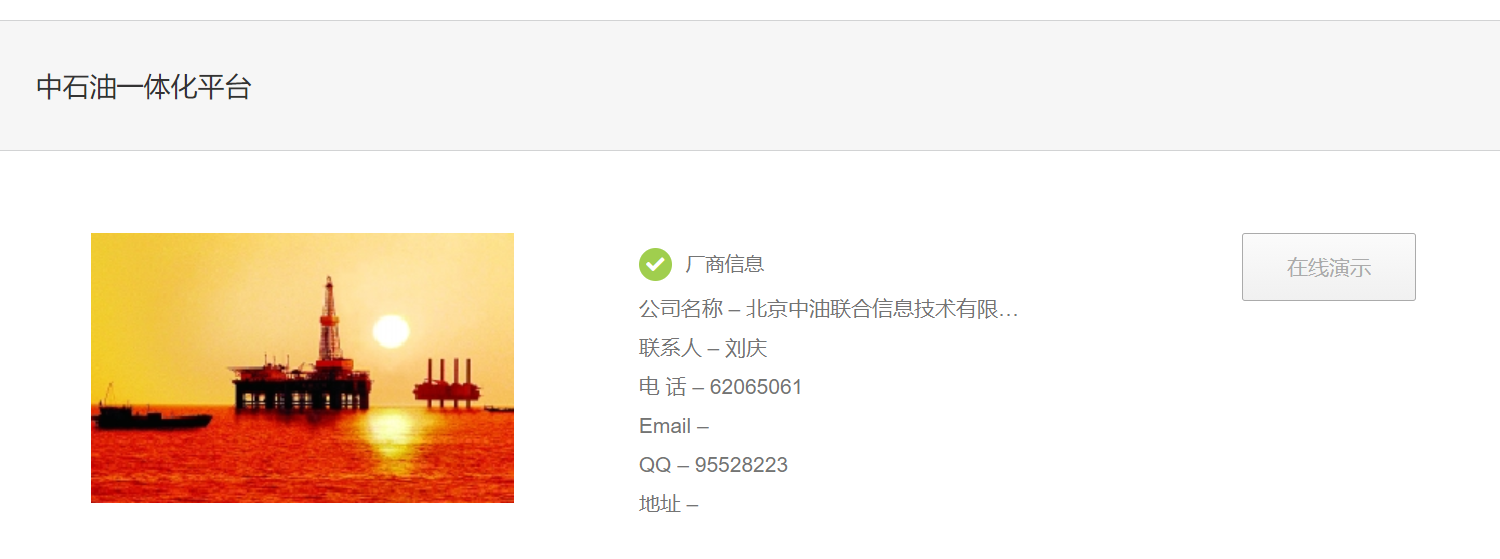 中石油一体化平台
厂商信息
公司名称 – 北京中油联合信息技术有限…
联系人 – 刘庆
电 话 – 62065061
Email –
QQ – 95528223
地址 –
在线演示